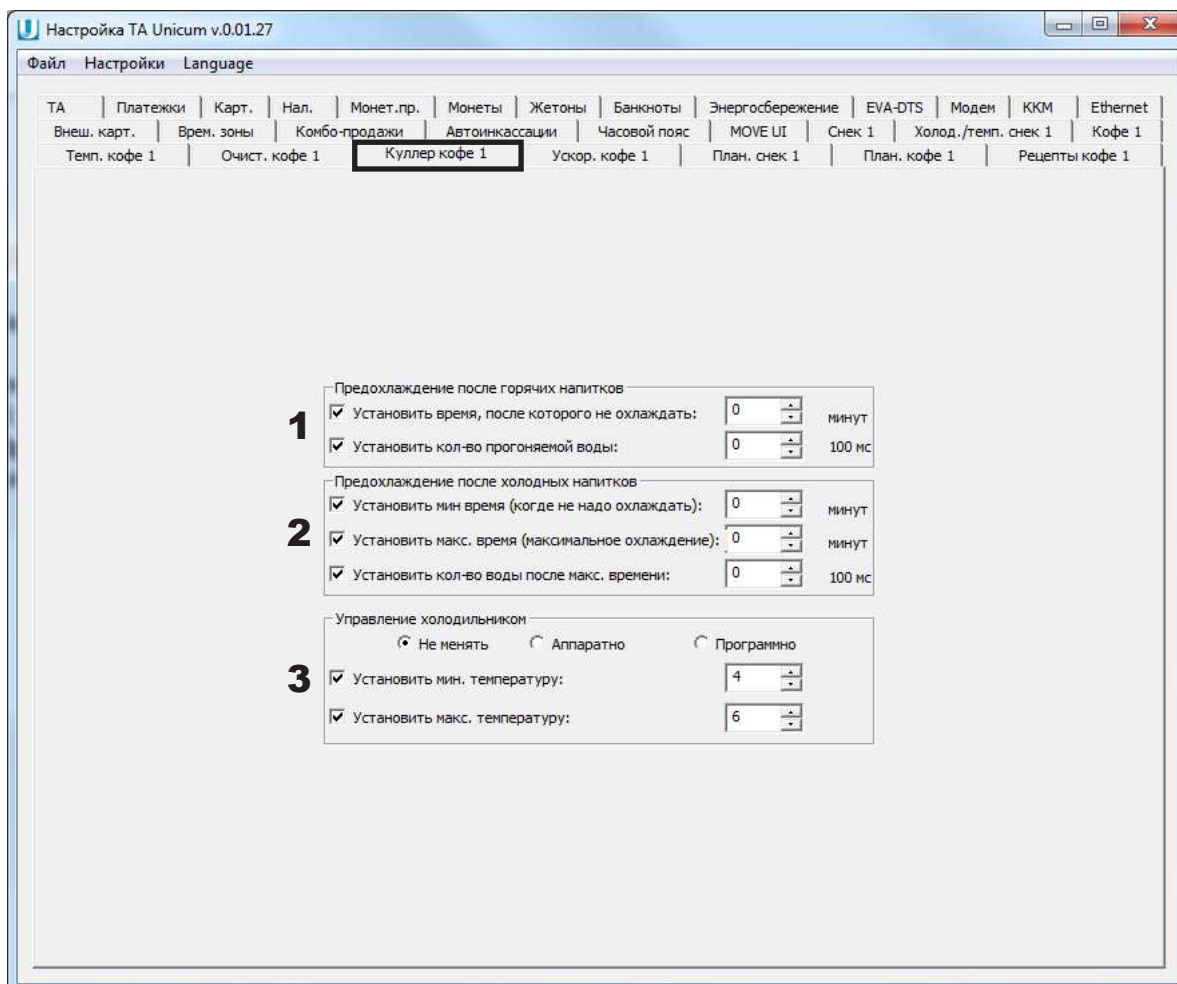 Настройка ТА Unicum v.0.01.27
Файл Настройки Language
ТА Платежки Карт. Нал. Монет.пр. Монеты Жетоны Банкноты Энергосбережение EVA-DTS Модем ККМ Ethernet
Внеш. карт. Врем. зоны Комбо-продажи Автоинкассации Часовой пояс MOVE UI Снек 1 Холод./темп. снек 1 Кофе 1
Темп. кофе 1 Очист. кофе 1 Куллер кофе 1 Ускор. кофе 1 План. снек 1 План. кофе 1 Рецепты кофе 1
Предохлаждение после горячих напитков
1 Установить время, после которого не охлаждать: 0 минут
Установить кол-во прогоняемой воды: 0 100 мс
Предохлаждение после холодных напитков
Установить мин время (когде не надо охлаждать): 0 минут
2 Установить макс. время (максимальное охлаждение): 0 минут
Установить кол-во воды после макс. времени: 0 100 мс
Управление холодильником
Не менять Аппаратно Программно
3 Установить мин. температуру: 4
Установить макс. температуру: 6